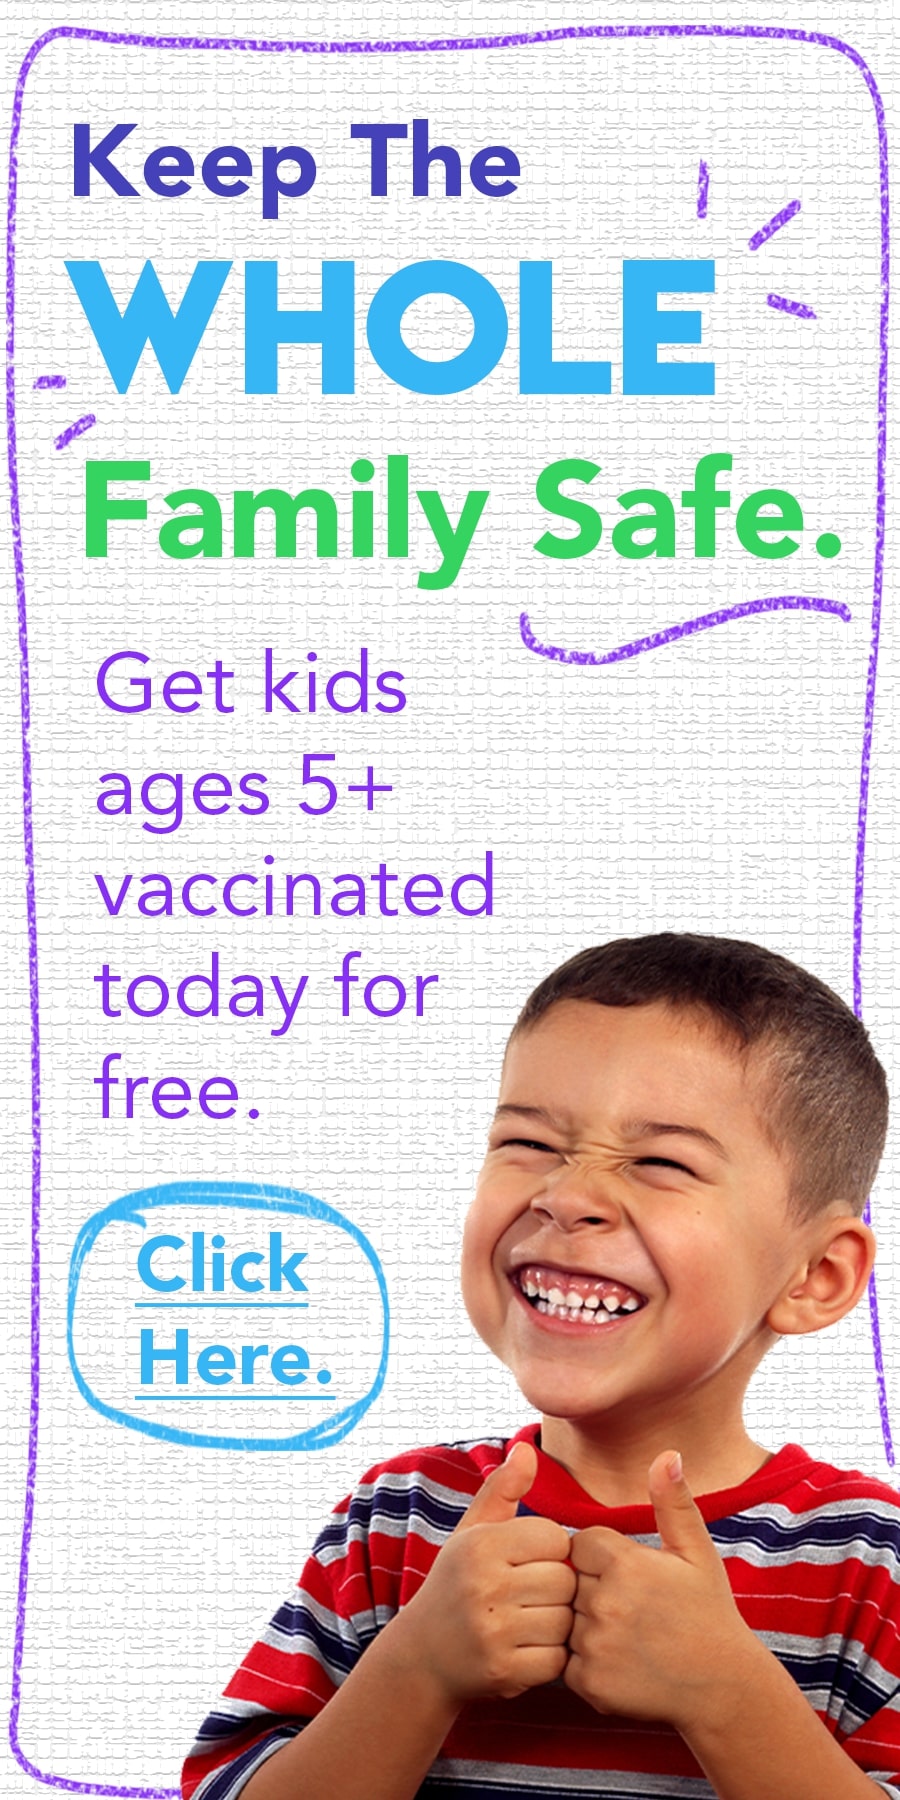 Keep The
WHOLE
Family Safe.
Get kids
ages 5+
vaccinated
today for
free.
Click
Here.